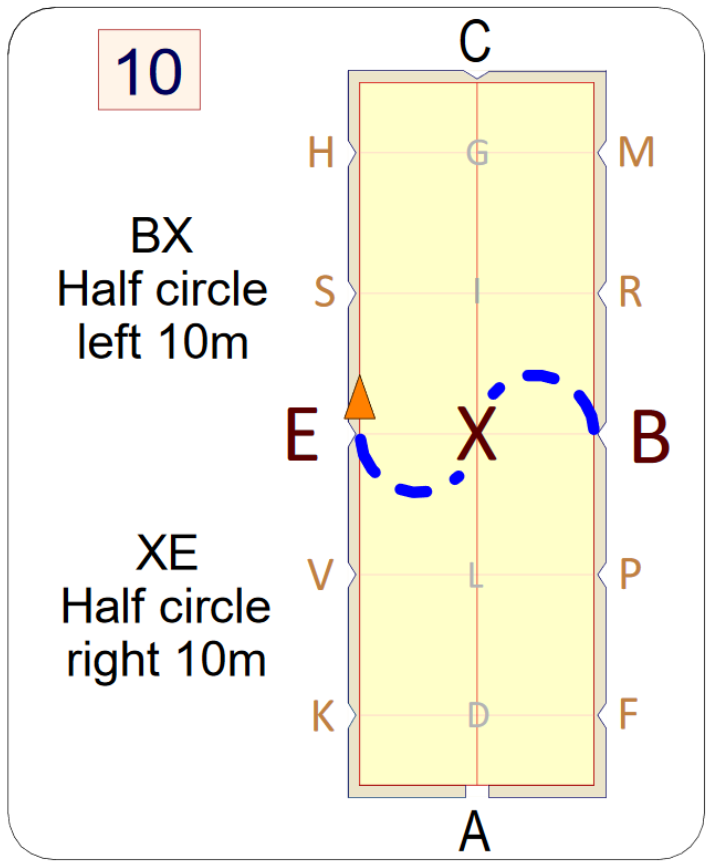 10
C
H G M
BX
Half circle
left 10m
S I R
E X B
XE
Half circle
right 10m
V L P
K D F
A